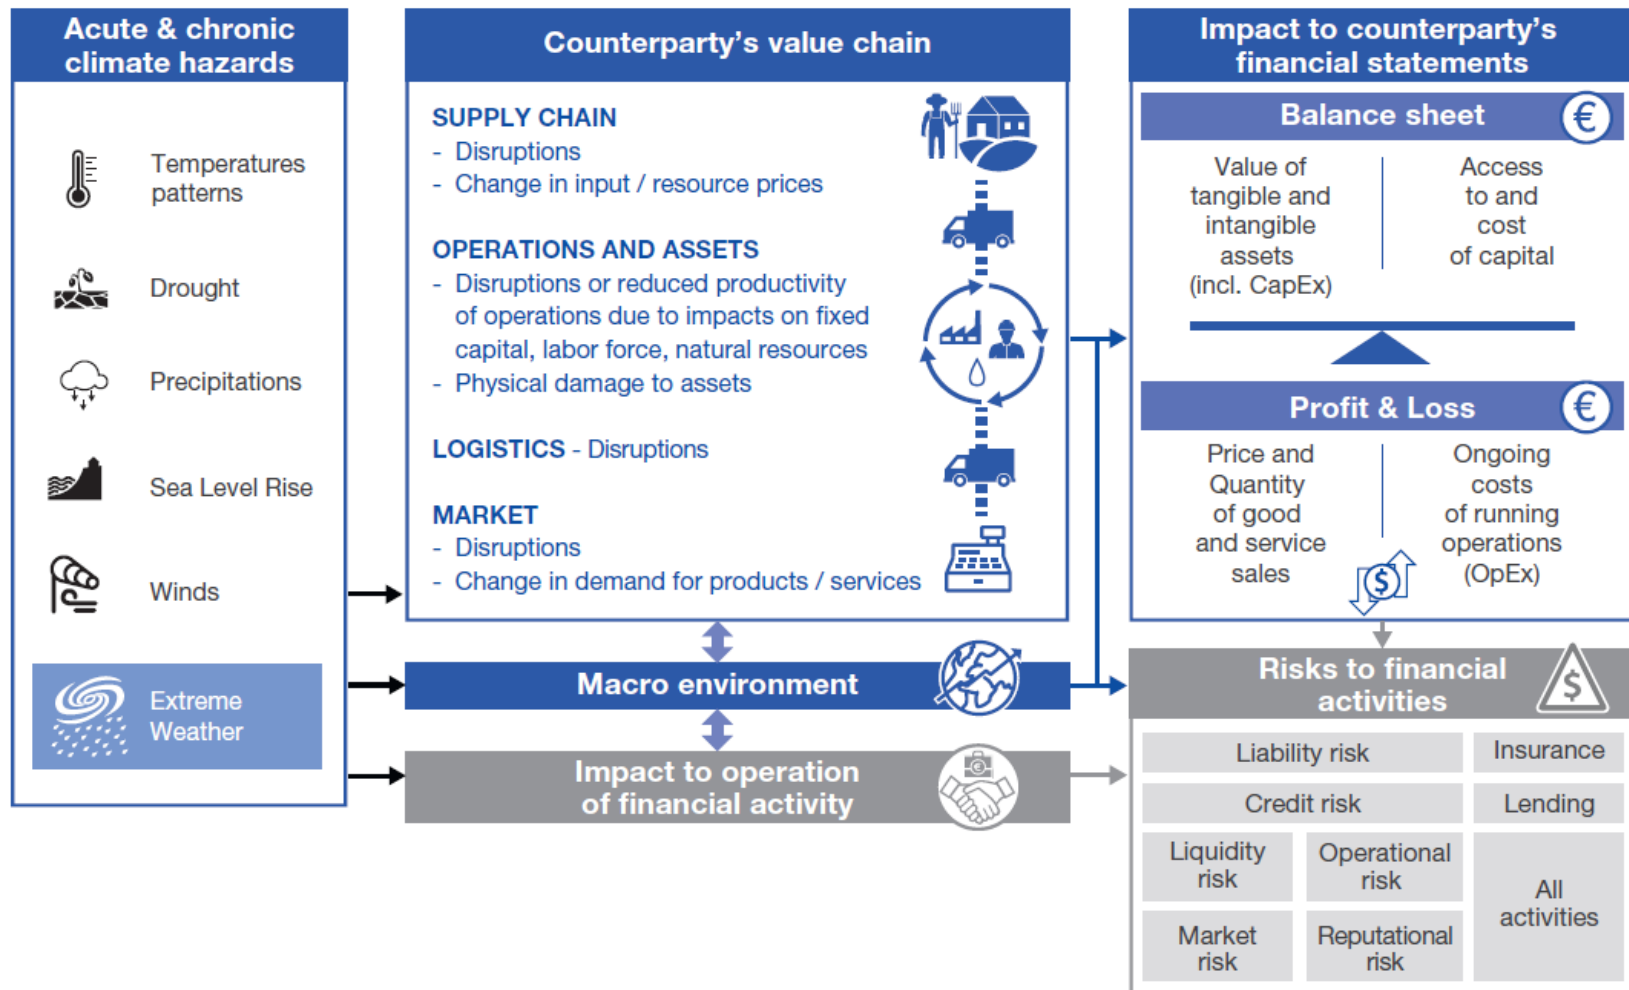 Acute & chronic
climate hazards
Temperatures
patterns
Drought
Precipitations
Sea Level Rise
Winds
Extreme
Weather
Counterparty's value chain
SUPPLY CHAIN
- Disruptions
- Change in input / resource prices
OPERATIONS AND ASSETS
- Disruptions or reduced productivity
of operations due to impacts on fixed
capital, labor force, natural resources
- Physical damage to assets
LOGISTICS - Disruptions
MARKET
- Disruptions
- Change in demand for products / services
Macro environment
Impact to operation
of financial activity
€
Impact to counterparty's
financial statements
Balance sheet
€
Value of
tangible and
intangible
assets
(incl. CapEx)
Access
to and
cost
of capital
Profit & Loss
€
Price and
Quantity
of good
and service
sales
Ongoing
costs
of running
operations
(OpEx)
$
Risks to financial
activities
$
Liability risk
Insurance
Credit risk
Lending
Liquidity
risk
Operational
risk
Market
risk
Reputational
risk
All
activities